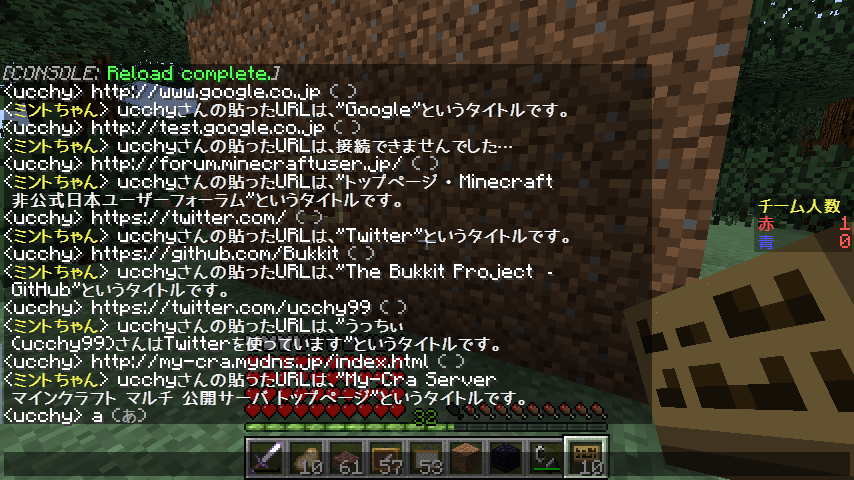 [CONSOLE: Reload complete.]
<ucchy> http://www.google.co.jp ( )
<ミントちゃん> ucchyさんの貼ったURLは、"Google"というタイトルです。
<ucchy> http://test.google.co.jp ( )
<ミントちゃん> ucchyさんの貼ったURLは、接続できませんでした…
<ucchy> http://forum.minecraftuser.jp/ ( )
<ミントちゃん> ucchyさんの貼ったURLは、"トップページ・Minecraft
非公式日本ユーザーフォーラム"というタイトルです。
<ucchy> https://twitter.com/ ( )
<ミントちゃん> ucchyさんの貼ったURLは、"Twitter"というタイトルです。
<ucchy> https://github.com/Bukkit ( )
<ミントちゃん> ucchyさんの貼ったURLは、"The Bukkit Project -
GitHub"というタイトルです。
<ucchy> https://twitter.com/ucchy99 ( )
<ミントちゃん> ucchyさんの貼ったURLは、"うっちぃ
(ucchy99)さんはTwitterを使っています"というタイトルです。
<ucchy> http://my-cra.mydns.jp/index.html ( )
<ミントちゃん> ucchyさんの貼ったURLは、"My-Cra Server
マインクラフト マルチ 公開サーバ トップページ"というタイトルです。
<ucchy> a (あ)
チーム人数
赤 1
青 0
38
10 61 57 53 10